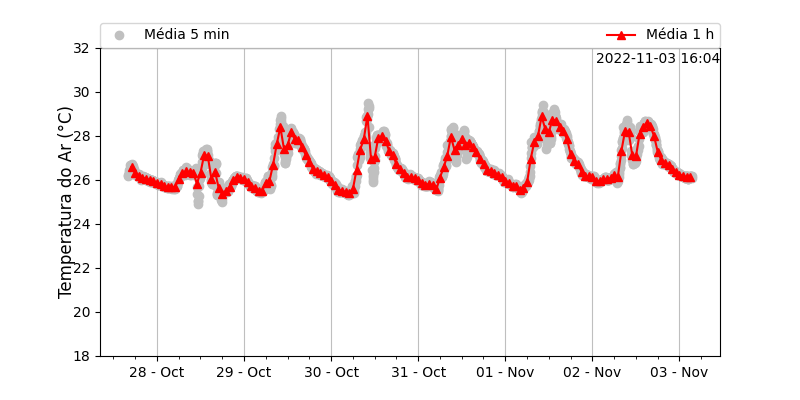 Média 5 min
Média 1 h
2022-11-03 16:04
Temperatura do Ar (°C)
32
30
28
26
24
22
20
18
28 - Oct
29 - Oct
30 - Oct
31 - Oct
01 - Nov
02 - Nov
03 - Nov